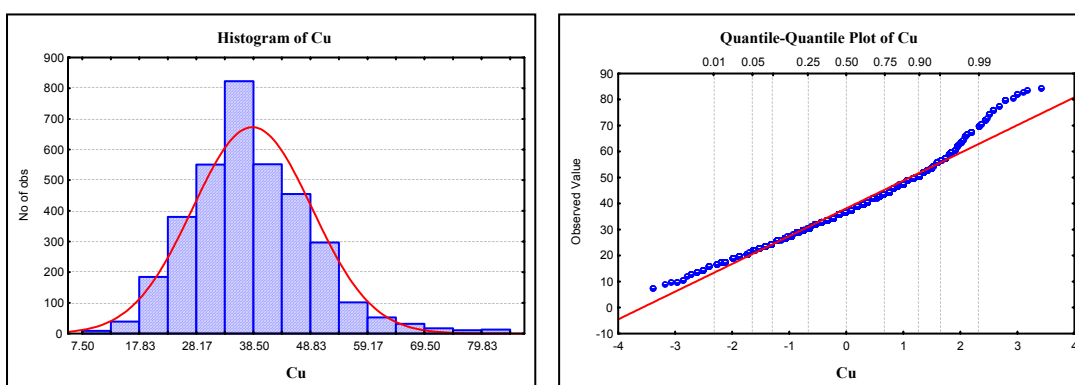 Histogram of Cu
900
800
700
600
500
400
300
200
100
0
No of obs
7.50 17.83 28.17 38.50 48.83 59.17 69.50 79.83
Cu
Quantile-Quantile Plot of Cu
0.01 0.05 0.25 0.50 0.75 0.90 0.99
90
80
70
60
50
40
30
20
10
0
-10
Observed Value
-4 -3 -2 -1 0 1 2 3 4
Cu